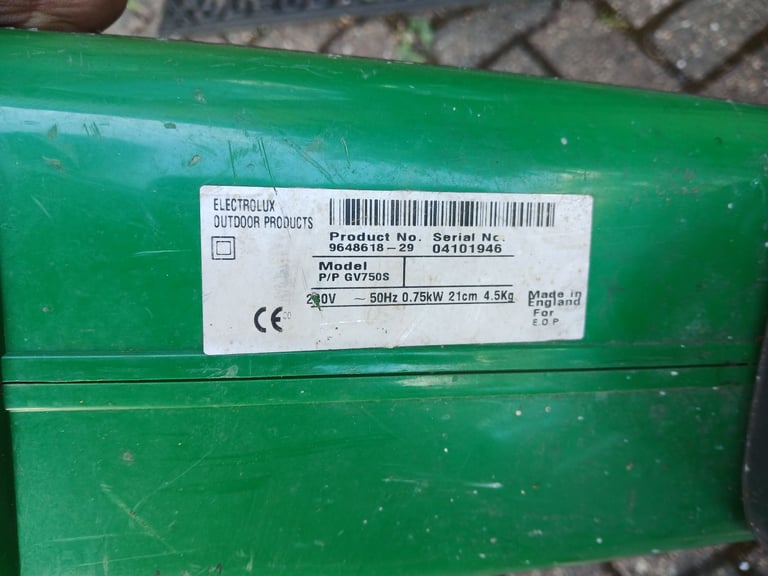 ELECTROLUX
OUTDOOR PRODUCTS
Product No. Serial No.
9648618-29 04101946
Model
P/P GV750S
230V ~ 50Hz 0.75kW 21cm 4.5Kg
Made in
England
For
E.O.P.
CE